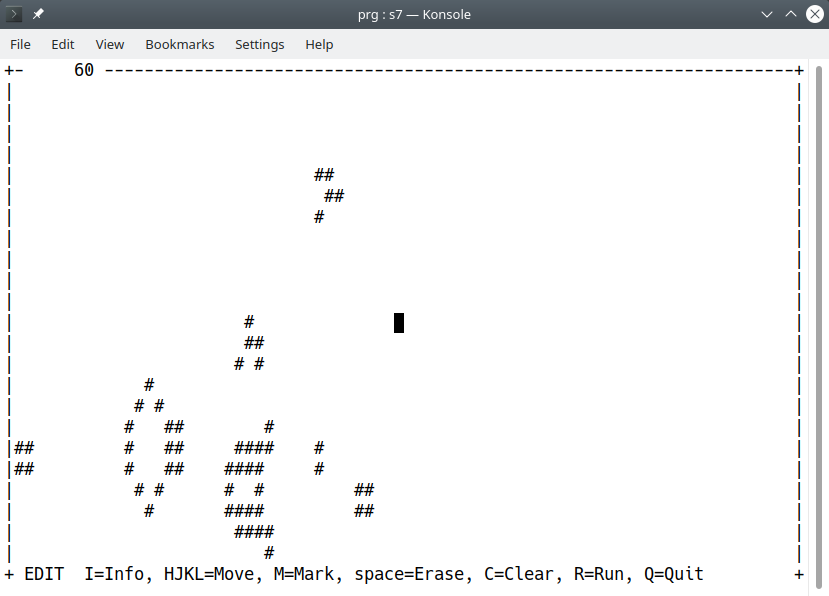 prg : s7 — Konsole
File Edit View Bookmarks Settings Help
+-     60 ---------------------------------------------------------------------+
|                                                                              |
|                                                                              |
|                                                                              |
|                                                                              |
|                              ##                                              |
|                               ##                                             |
|                              #                                               |
|                                                                              |
|                                                                              |
|                                                                              |
|                                                                              |
|                       #                                                      |
|                       ##                                                     |
|                      # #                                                     |
|             #                                                                |
|            # #                                                               |
|           #   ##        #                                                    |
|##         #   ##     ####    #                                               |
|##         #   ##    ####     #                                               |
|            # #      #  #         ##                                          |
|             #       ####         ##                                          |
|                      ####                                                    |
|                         #                                                    |
+ EDIT  I=Info, HJKL=Move, M=Mark, space=Erase, C=Clear, R=Run, Q=Quit         +